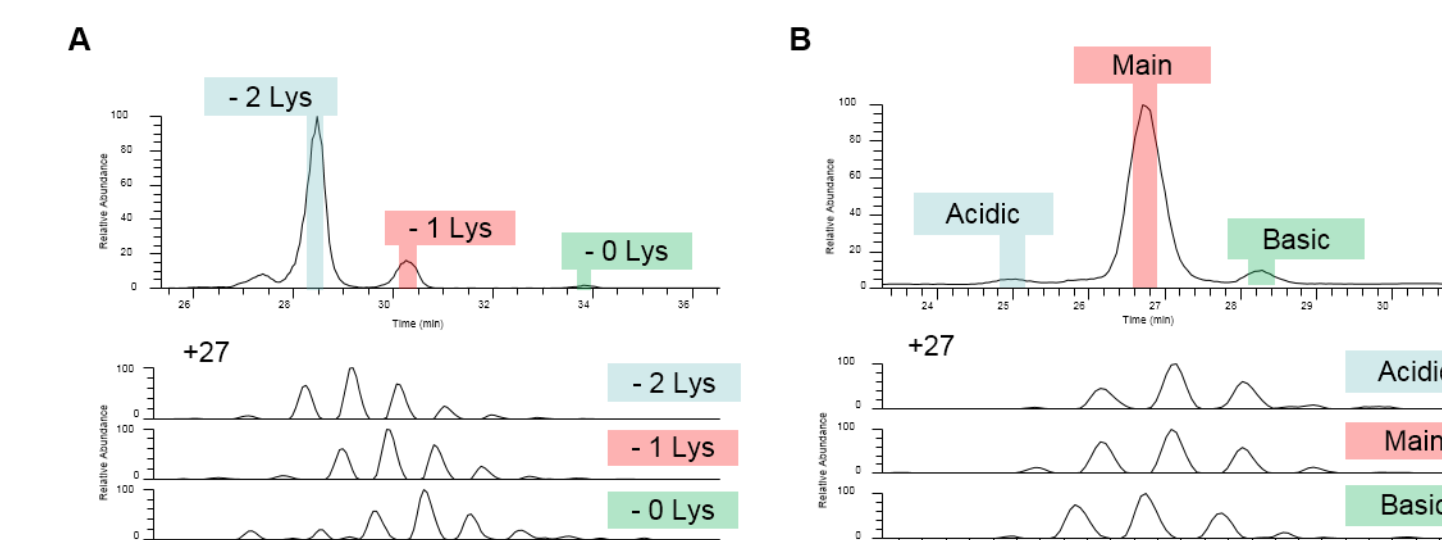 A
- 2 Lys
- 1 Lys
- 0 Lys
Relative Abundance
100
80
60
40
20
0
26 28 30 32 34 36
Time (min)
+27
Relative Abundance
100
0
- 2 Lys
100
0
- 1 Lys
100
0
- 0 Lys
B
Main
Acidic
Basic
Relative Abundance
100
80
60
40
20
0
24 25 26 27 28 29 30
Time (min)
+27
Relative Abundance
100
0
Acidic
100
0
Main
100
0
Basic